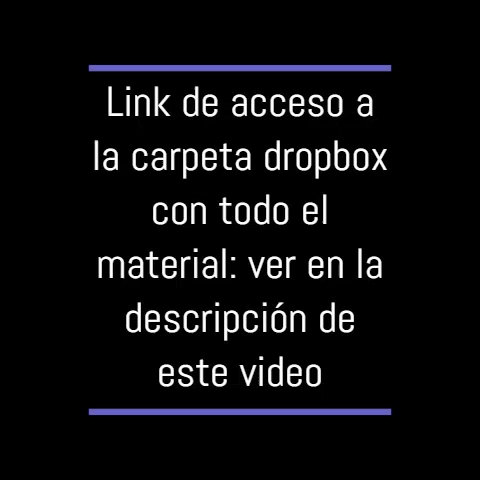 Link de acceso a
la carpeta dropbox
con todo el
material: ver en la
descripción de
este video